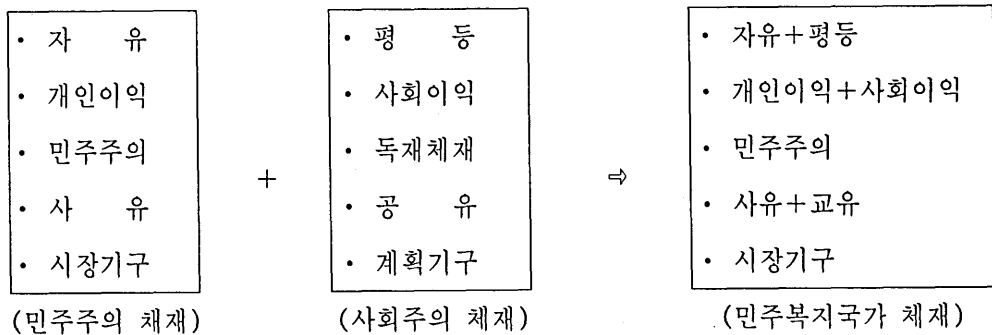 · 자 유
· 개인이익
· 민주주의
· 사 유
· 시장기구
(민주주의 채재)
+
· 평 등
· 사회이익
· 독재체재
· 공 유
· 계획기구
(사회주의 체재)
⇨
· 자유+평등
· 개인이익+사회이익
· 민주주의
· 사유+교유
· 시장기구
(민주복지국가 체재)